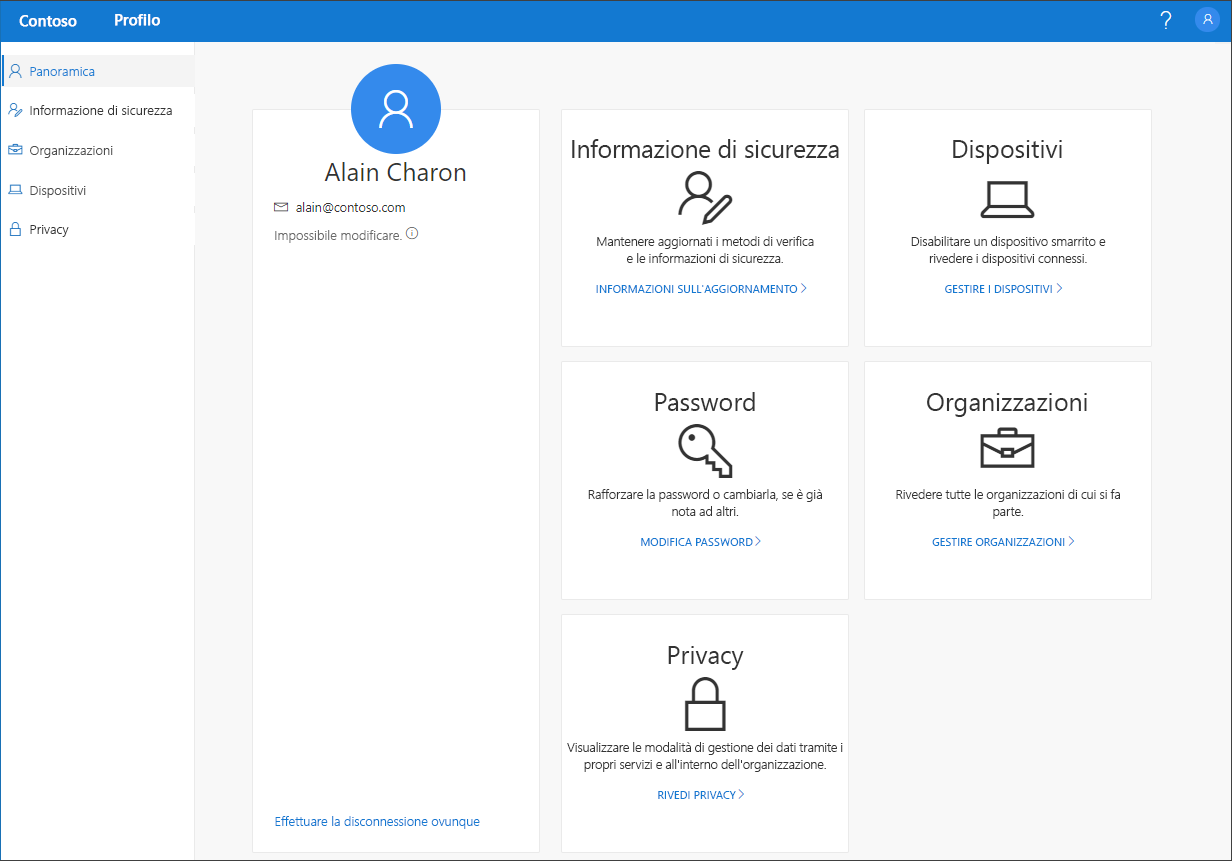 Contoso
Profilo
?
Panoramica
Informazione di sicurezza
Organizzazioni
Dispositivi
Privacy
Alain Charon
alain@contoso.com
Impossibile modificare.
Effettuare la disconnessione ovunque
Informazione di sicurezza
Mantenere aggiornati i metodi di verifica
e le informazioni di sicurezza.
INFORMAZIONI SULL'AGGIORNAMENTO
Dispositivi
Disabilitare un dispositivo smarrito e
rivedere i dispositivi connessi.
GESTIRE I DISPOSITIVI
Password
Rafforzare la password o cambiarla, se è già
nota ad altri.
MODIFICA PASSWORD
Organizzazioni
Rivedere tutte le organizzazioni di cui si fa
parte.
GESTIRE ORGANIZZAZIONI
Privacy
Visualizzare le modalità di gestione dei dati tramite i
propri servizi e all'interno dell'organizzazione.
RIVEDI PRIVACY